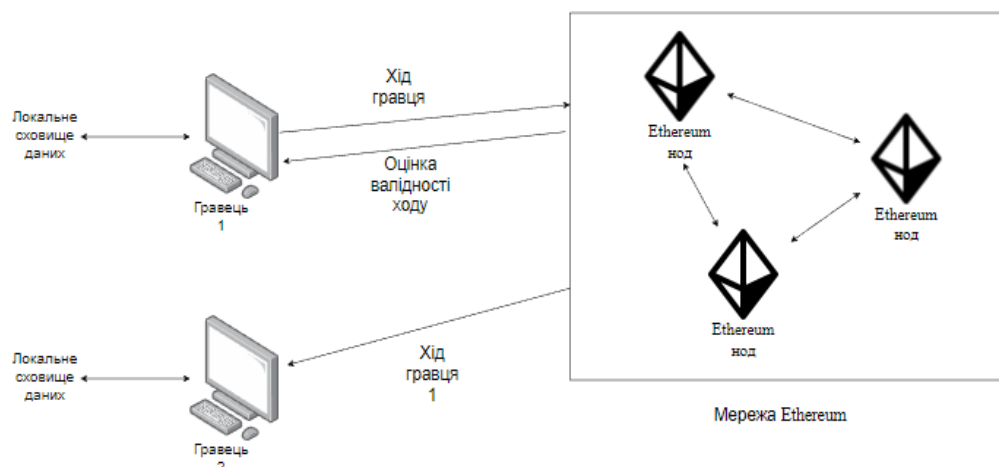 Хід
гравця
Локальне
сховище
даних
Оцінка
валідності
ходу
Гравець
1
Ethereum
нод
Ethereum
нод
Ethereum
нод
Локальне
сховище
даних
Хід
гравця
1
Гравець
2
Мережа Ethereum